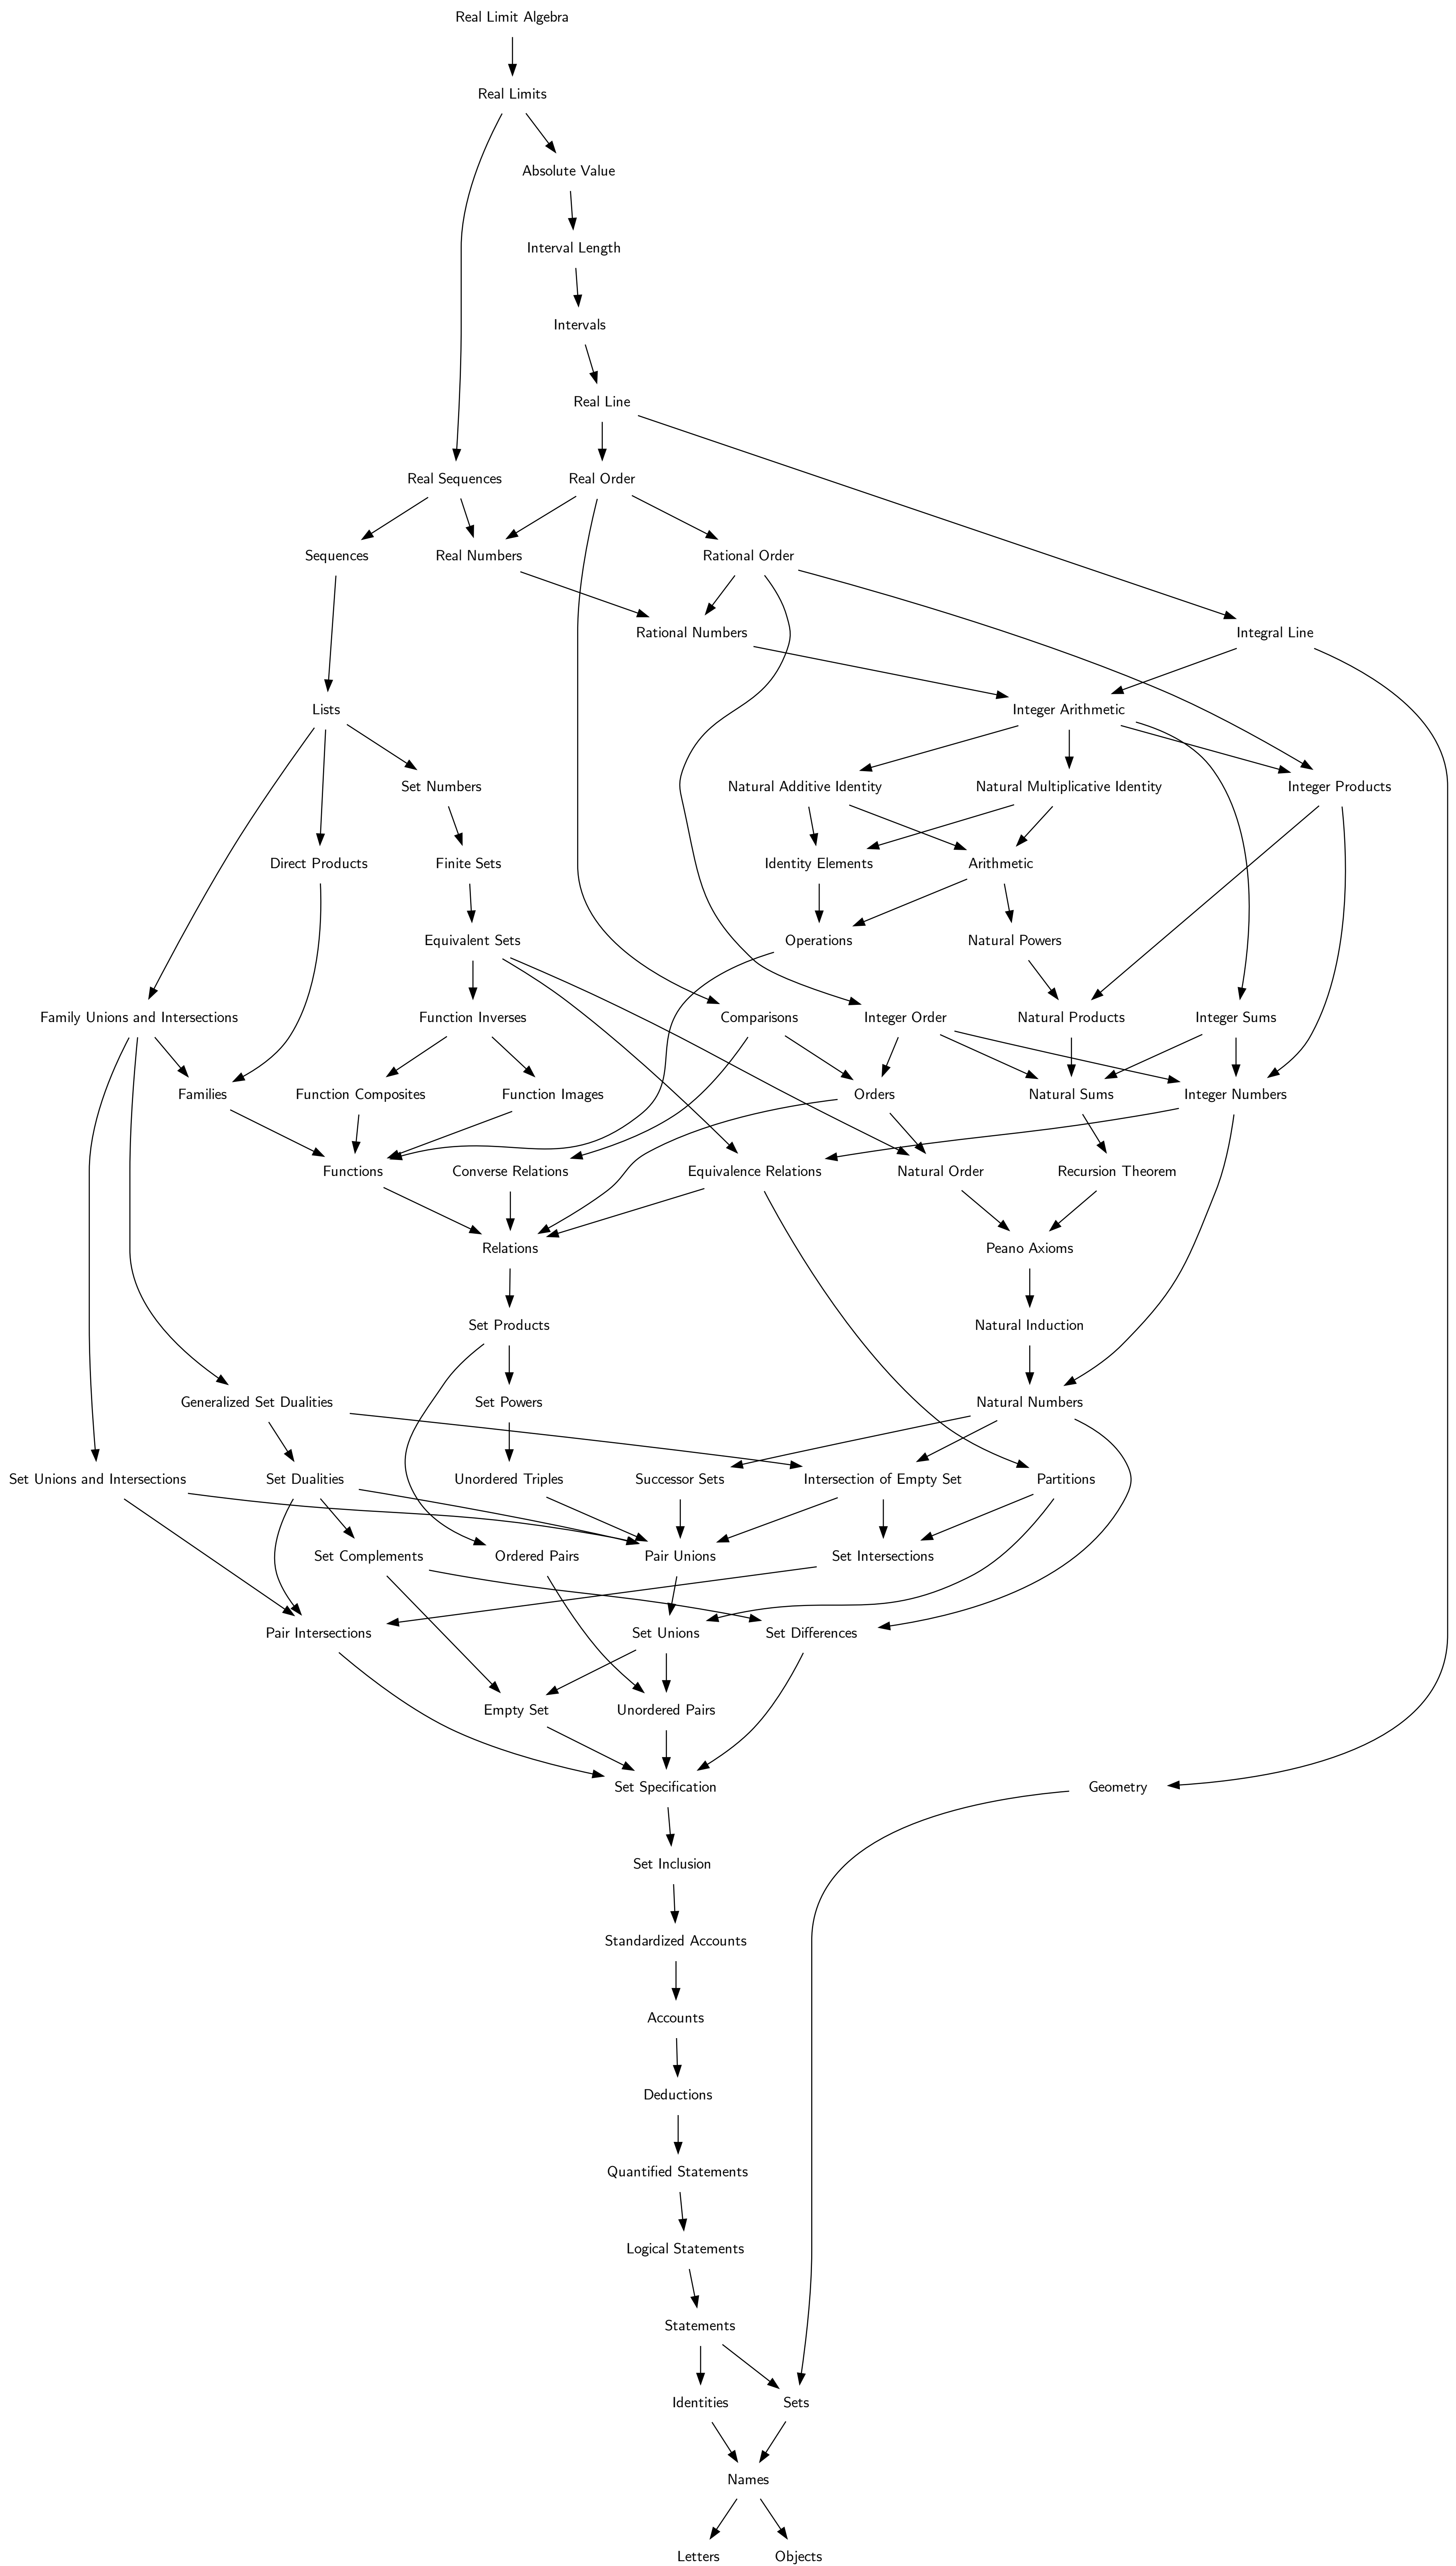 Real Limit Algebra
Real Limits
Absolute Value
Interval Length
Intervals
Real Line
Real Sequences
Real Order
Sequences
Real Numbers
Rational Order
Rational Numbers
Integral Line
Lists
Integer Arithmetic
Set Numbers
Natural Additive Identity
Natural Multiplicative Identity
Integer Products
Direct Products
Finite Sets
Identity Elements
Arithmetic
Equivalent Sets
Operations
Natural Powers
Family Unions and Intersections
Function Inverses
Comparisons
Integer Order
Natural Products
Integer Sums
Families
Function Composites
Function Images
Orders
Natural Sums
Integer Numbers
Functions
Converse Relations
Equivalence Relations
Natural Order
Recursion Theorem
Relations
Peano Axioms
Set Products
Natural Induction
Generalized Set Dualities
Set Powers
Natural Numbers
Set Unions and Intersections
Set Dualities
Unordered Triples
Successor Sets
Intersection of Empty Set
Partitions
Set Complements
Ordered Pairs
Pair Unions
Set Intersections
Pair Intersections
Set Unions
Set Differences
Empty Set
Unordered Pairs
Set Specification
Geometry
Set Inclusion
Standardized Accounts
Accounts
Deductions
Quantified Statements
Logical Statements
Statements
Identities
Sets
Names
Letters
Objects